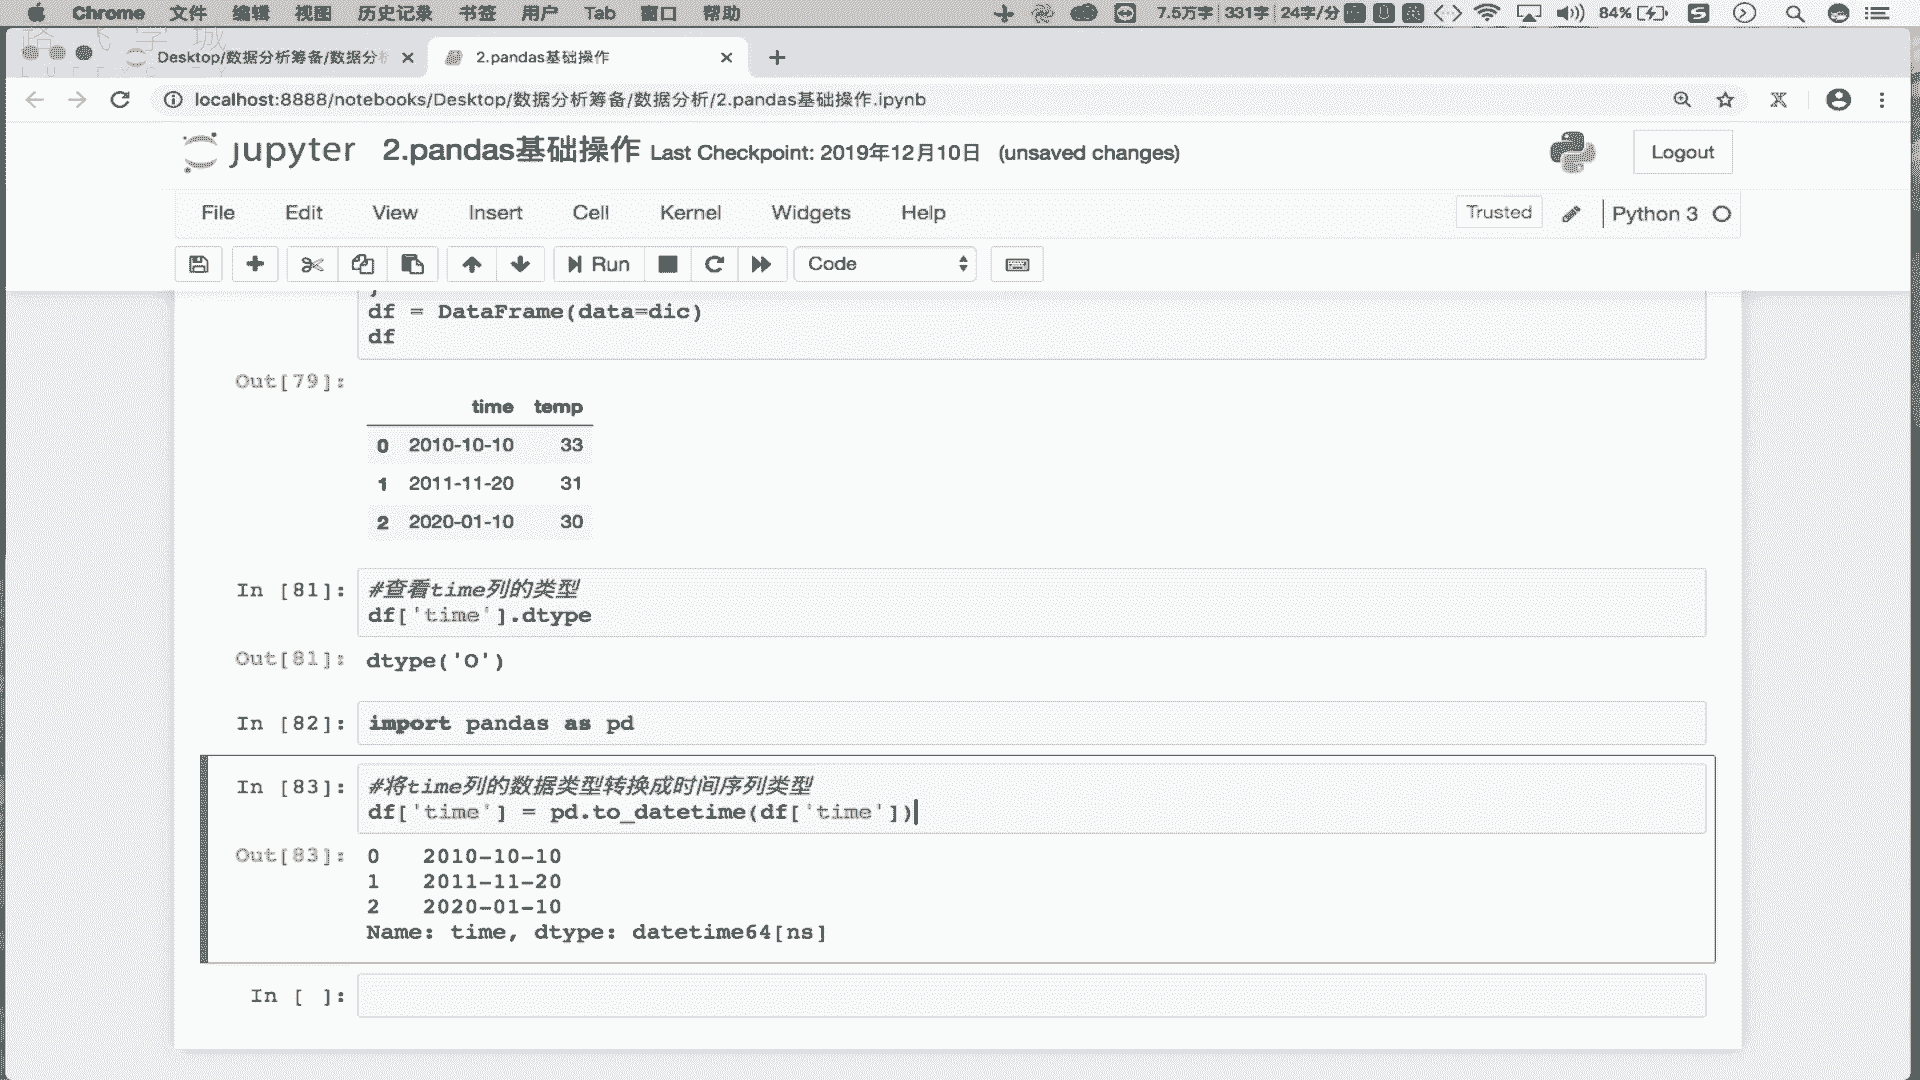 Chrome 文件 编辑 视图 历史记录 书签 用户 Tab 窗口 帮助 7.5万字 331字 24字/分 84%
路飞学城
Desktop/数据分析筹备/数据分析 2.pandas基础操作
localhost:8888/notebooks/Desktop/数据分析筹备/数据分析/2.pandas基础操作.ipynb
jupyter 2.pandas基础操作 Last Checkpoint: 2019年12月10日 (unsaved changes) Logout
File Edit View Insert Cell Kernel Widgets Help Trusted Python 3
Run Code
df = DataFrame(data=dic)
df
Out[79]:
time temp
0 2010-10-10 33
1 2011-11-20 31
2 2020-01-10 30
In [81]: #查看time列的类型
df['time'].dtype
Out[81]: dtype('O')
In [82]: import pandas as pd
In [83]: #将time列的数据类型转换成时间序列类型
df['time'] = pd.to_datetime(df['time'])
Out[83]: 0 2010-10-10
1 2011-11-20
2 2020-01-10
Name: time, dtype: datetime64[ns]
In [ ]: